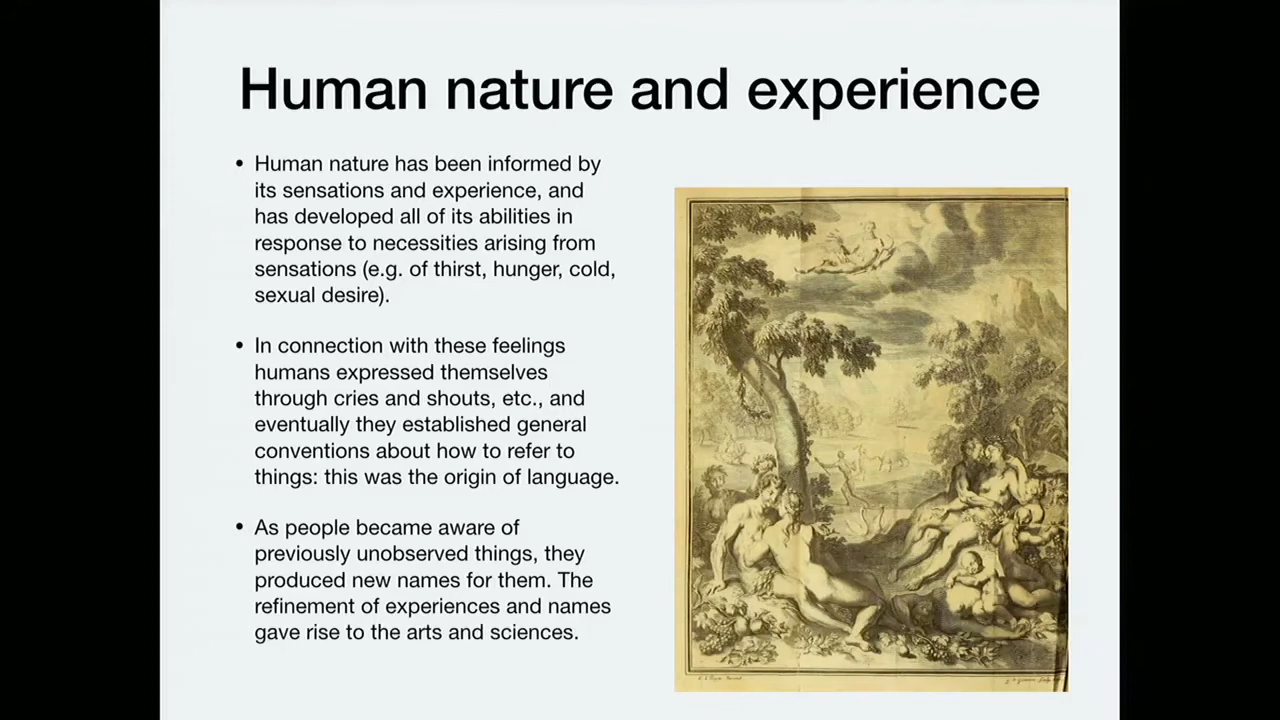 Human nature and experience
• Human nature has been informed by
its sensations and experience, and
has developed all of its abilities in
response to necessities arising from
sensations (e.g. of thirst, hunger, cold,
sexual desire).
• In connection with these feelings
humans expressed themselves
through cries and shouts, etc., and
eventually they established general
conventions about how to refer to
things: this was the origin of language.
• As people became aware of
previously unobserved things, they
produced new names for them. The
refinement of experiences and names
gave rise to the arts and sciences.